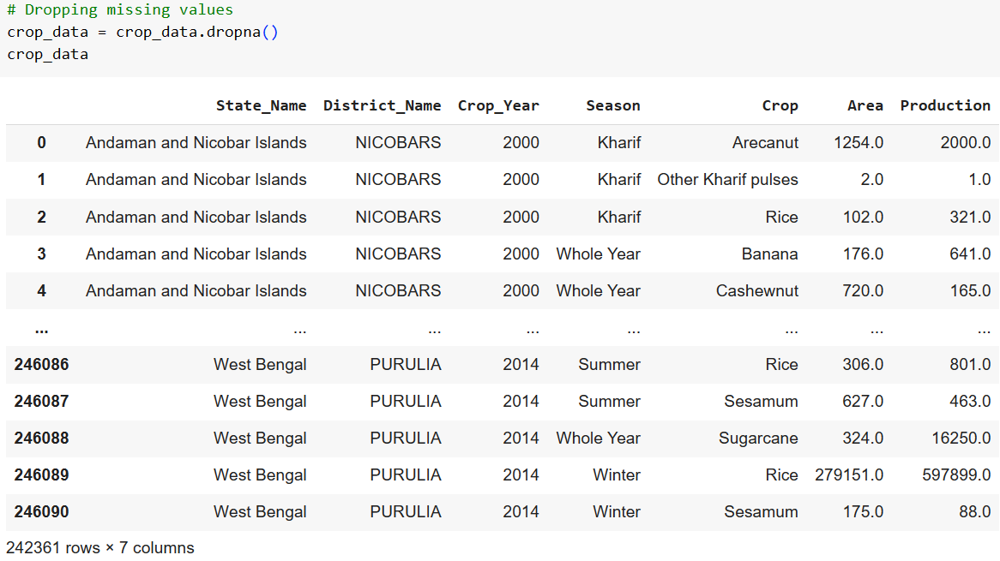 # Dropping missing values
crop_data = crop_data.dropna()
crop_data
State_Name District_Name Crop_Year Season Crop Area Production
0 Andaman and Nicobar Islands NICOBARS 2000 Kharif Arecanut 1254.0 2000.0
1 Andaman and Nicobar Islands NICOBARS 2000 Kharif Other Kharif pulses 2.0 1.0
2 Andaman and Nicobar Islands NICOBARS 2000 Kharif Rice 102.0 321.0
3 Andaman and Nicobar Islands NICOBARS 2000 Whole Year Banana 176.0 641.0
4 Andaman and Nicobar Islands NICOBARS 2000 Whole Year Cashewnut 720.0 165.0
... ... ... ... ... ... ... ...
246086 West Bengal PURULIA 2014 Summer Rice 306.0 801.0
246087 West Bengal PURULIA 2014 Summer Sesamum 627.0 463.0
246088 West Bengal PURULIA 2014 Whole Year Sugarcane 324.0 16250.0
246089 West Bengal PURULIA 2014 Winter Rice 279151.0 597899.0
246090 West Bengal PURULIA 2014 Winter Sesamum 175.0 88.0
242361 rows × 7 columns